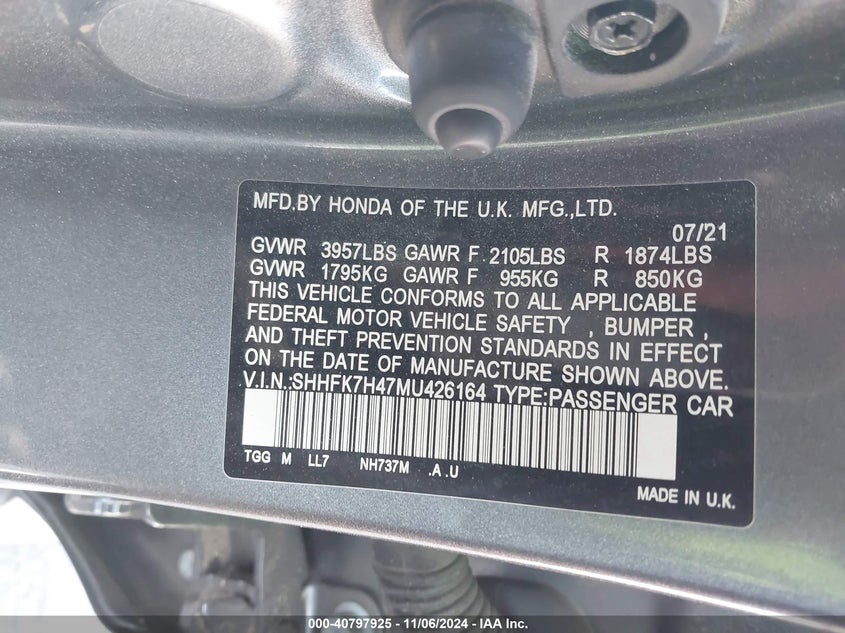 MFD.BY HONDA OF THE U.K. MFG.,LTD.
07/21
GVWR 3957LBS GAWR F 2105LBS R 1874LBS
GVWR 1795KG GAWR F 955KG R 850KG
THIS VEHICLE CONFORMS TO ALL APPLICABLE
FEDERAL MOTOR VEHICLE SAFETY , BUMPER ,
AND THEFT PREVENTION STANDARDS IN EFFECT
ON THE DATE OF MANUFACTURE SHOWN ABOVE.
V.I.N.:SHHFK7H47MU426164 TYPE:PASSENGER CAR
TGG M LL7 NH737M .A .U
MADE IN U.K.
000-40797925 - 11/06/2024 - IAA Inc.